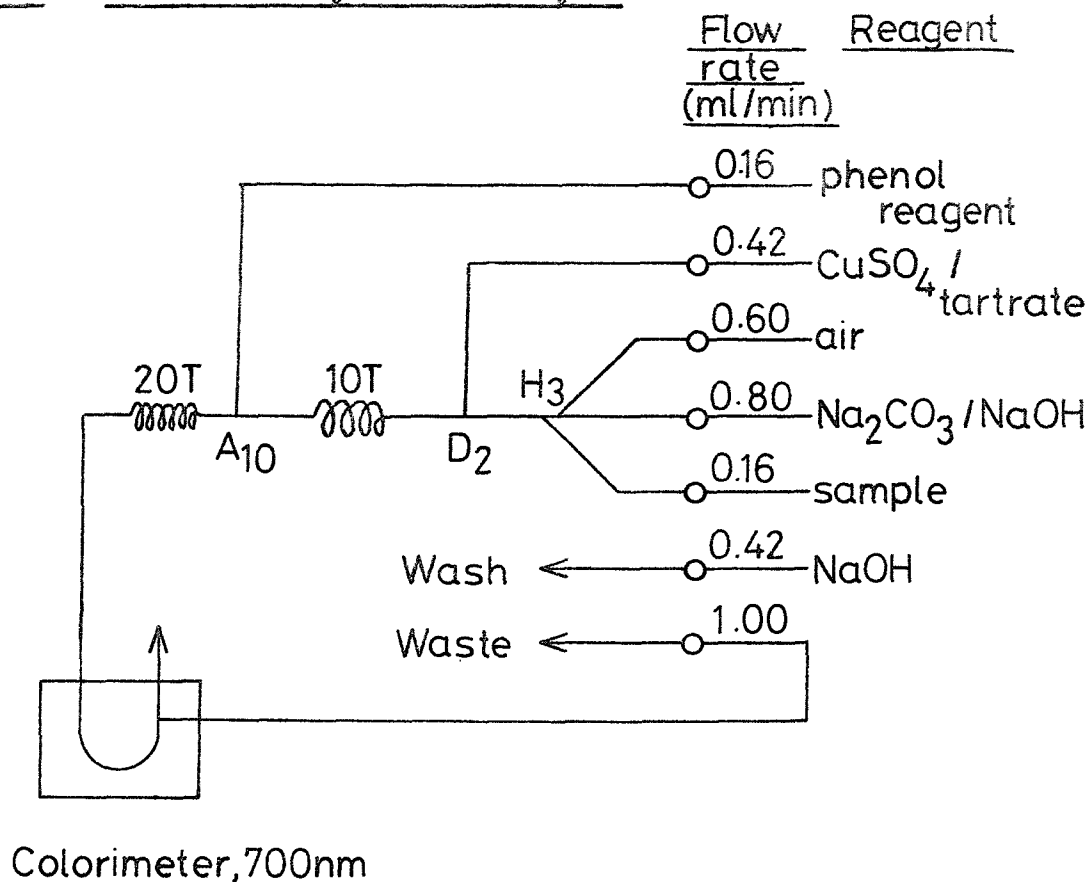 Flow Reagent
rate
(ml/min)
0.16 phenol
reagent
0.42 CuSO4 /
tartrate
0.60 air
20T 10T H3
0.80 Na2CO3 / NaOH
A10 D2
0.16 sample
0.42 NaOH
Wash
1.00
Waste
Colorimeter, 700nm